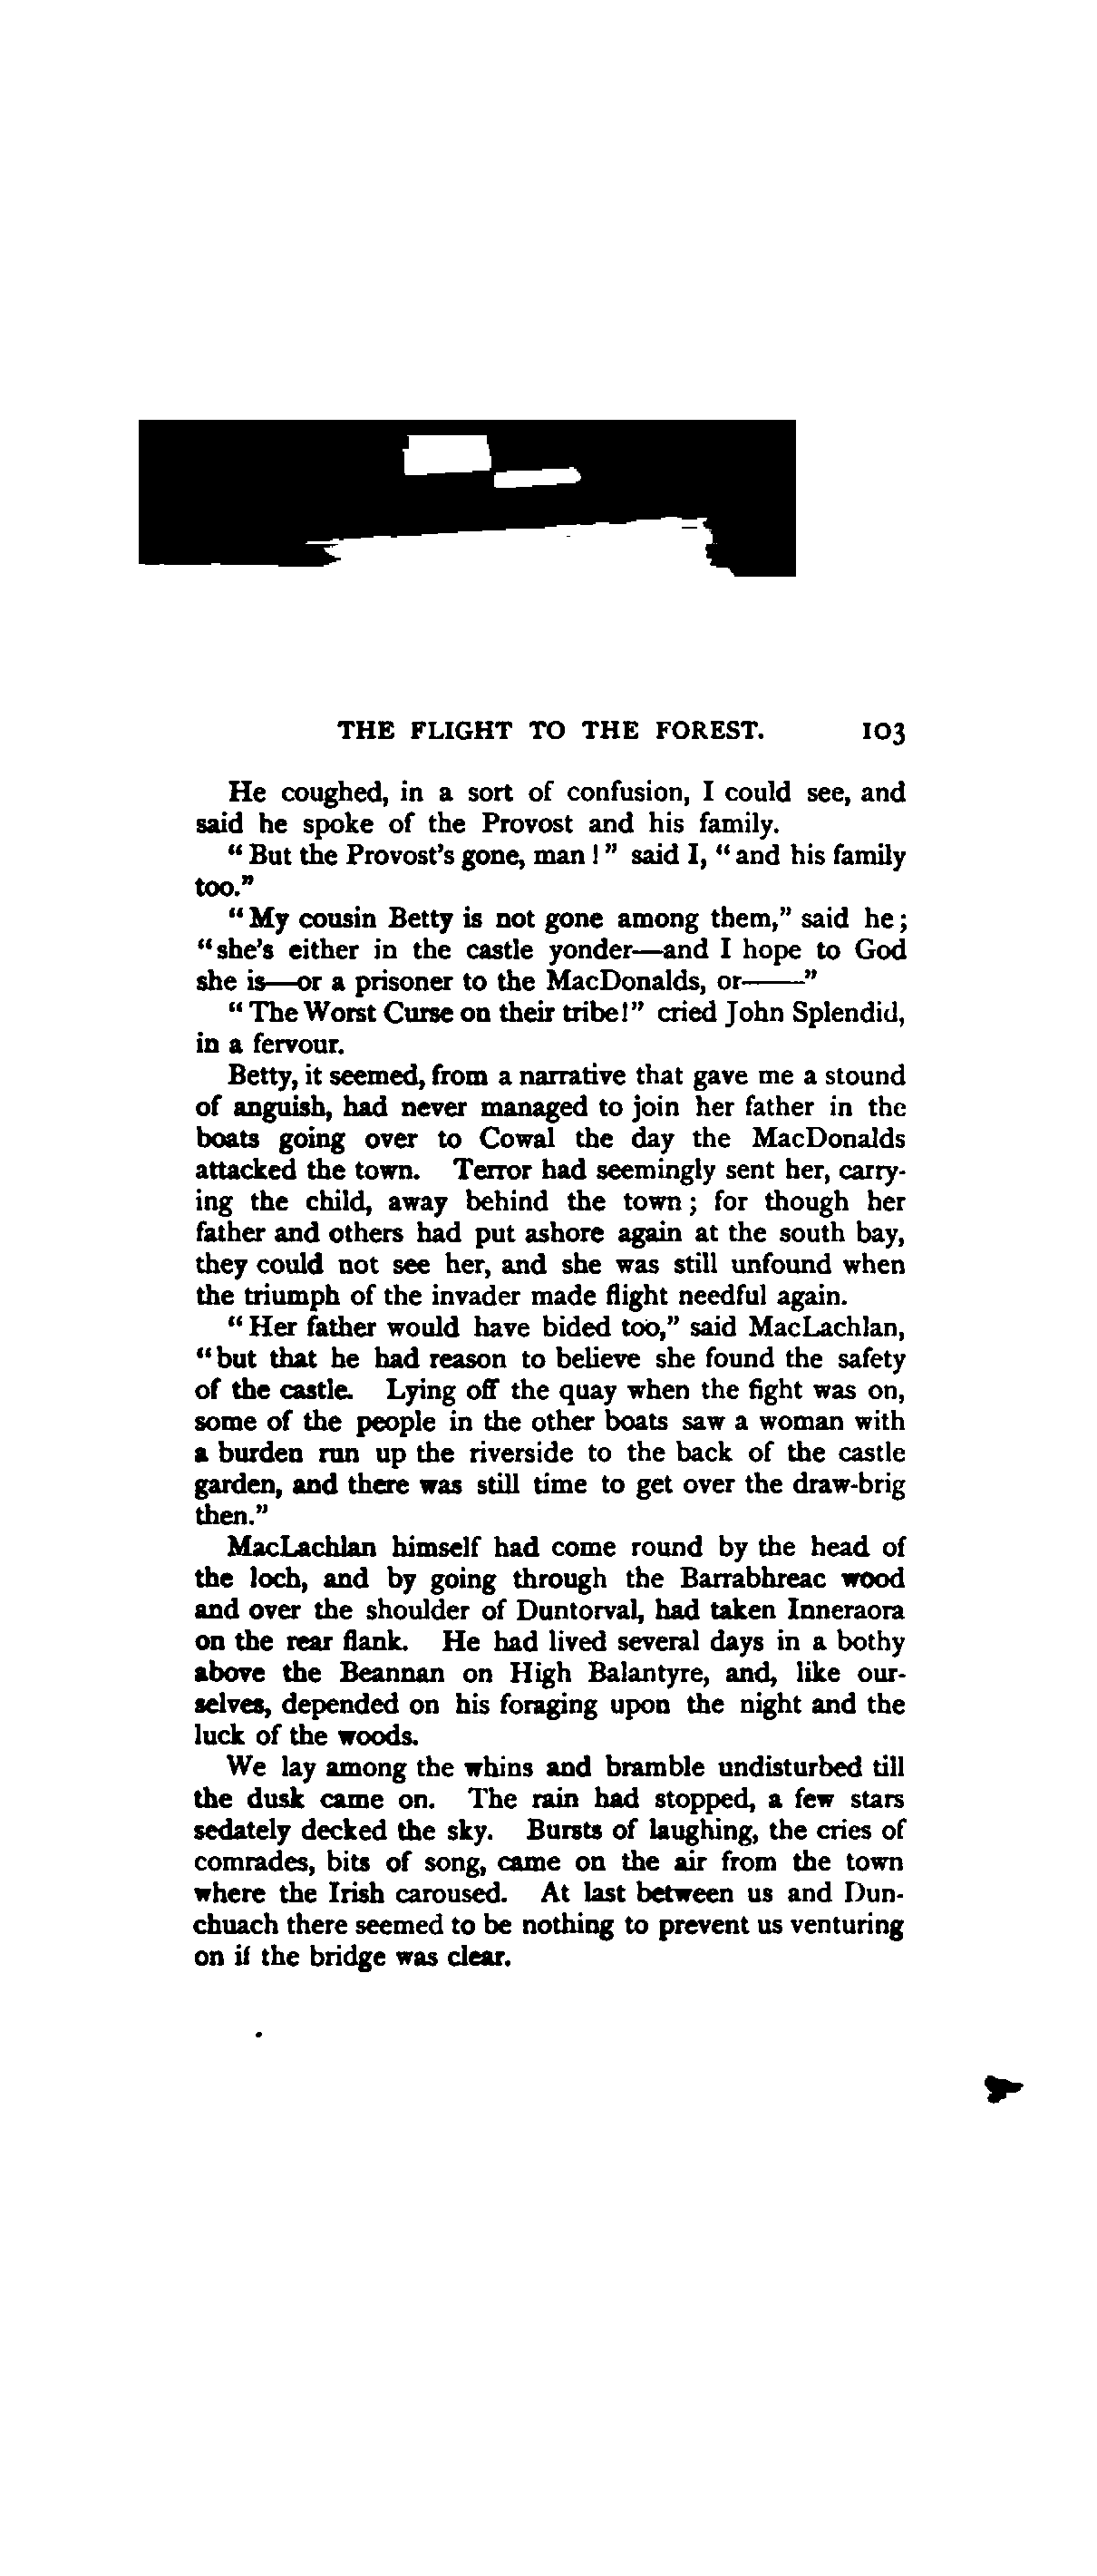 THE FLIGHT TO THE FOREST. 103
He coughed, in a sort of confusion, I could see, and
said he spoke of the Provost and his family.
“ But the Provost’s gone, man ! ” said I, “ and his family
too.”
“ My cousin Betty is not gone among them,” said he ;
“ she’s either in the castle yonder—and I hope to God
she is—or a prisoner to the MacDonalds, or——”
“ The Worst Curse on their tribe ! ” cried John Splendid,
in a fervour.
Betty, it seemed, from a narrative that gave me a stound
of anguish, had never managed to join her father in the
boats going over to Cowal the day the MacDonalds
attacked the town. Terror had seemingly sent her, carry-
ing the child, away behind the town ; for though her
father and others had put ashore again at the south bay,
they could not see her, and she was still unfound when
the triumph of the invader made flight needful again.
“ Her father would have bided too,” said MacLachlan,
“ but that he had reason to believe she found the safety
of the castle. Lying off the quay when the fight was on,
some of the people in the other boats saw a woman with
a burden run up the riverside to the back of the castle
garden, and there was still time to get over the draw-brig
then.”
MacLachlan himself had come round by the head of
the loch, and by going through the Barrabhreac wood
and over the shoulder of Duntorval, had taken Inneraora
on the rear flank. He had lived several days in a bothy
above the Beannan on High Balantyre, and, like our-
selves, depended on his foraging upon the night and the
luck of the woods.
We lay among the whins and bramble undisturbed till
the dusk came on. The rain had stopped, a few stars
sedately decked the sky. Bursts of laughing, the cries of
comrades, bits of song, came on the air from the town
where the Irish caroused. At last between us and Dun-
chuach there seemed to be nothing to prevent us venturing
on if the bridge was clear.